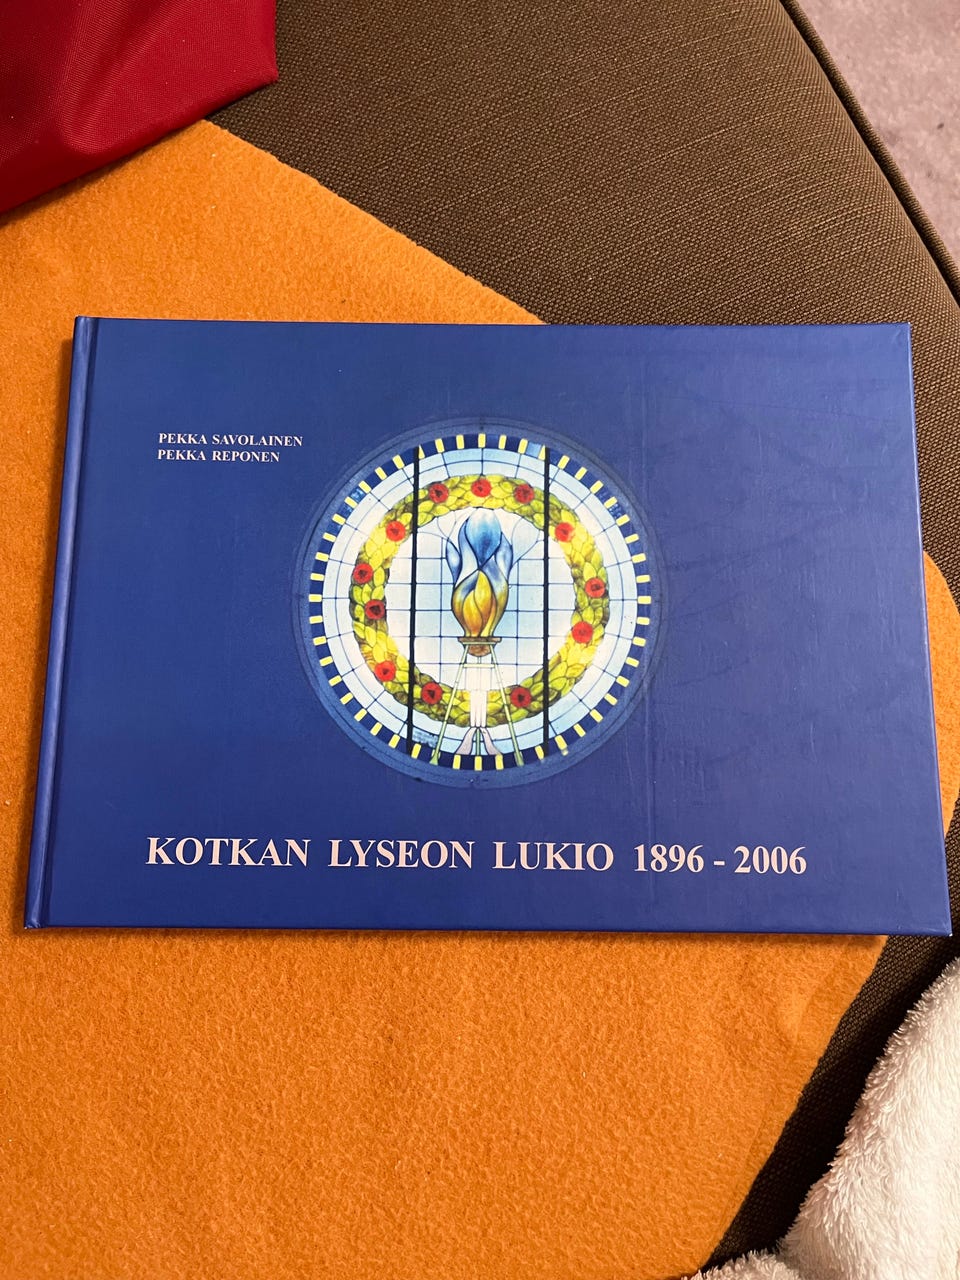 PEKKA SAVOLAINEN
PEKKA REPONEN
KOTKAN LYSEON LUKIO 1896 - 2006